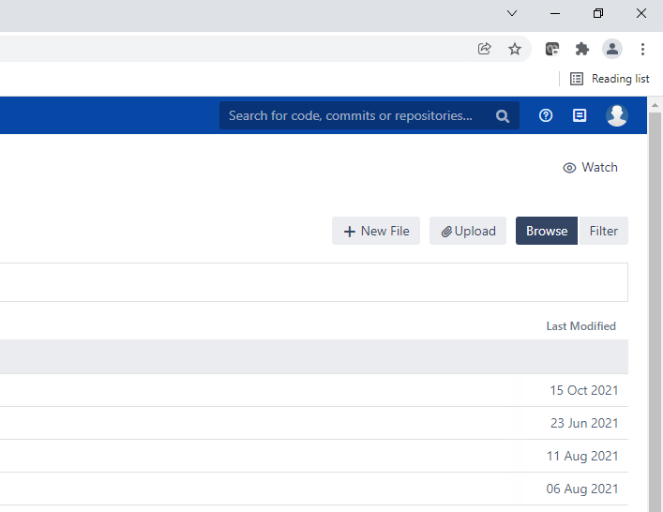 Reading list
Search for code, commits or repositories...
Watch
+ New File Upload Browse Filter
Last Modified
15 Oct 2021
23 Jun 2021
11 Aug 2021
06 Aug 2021